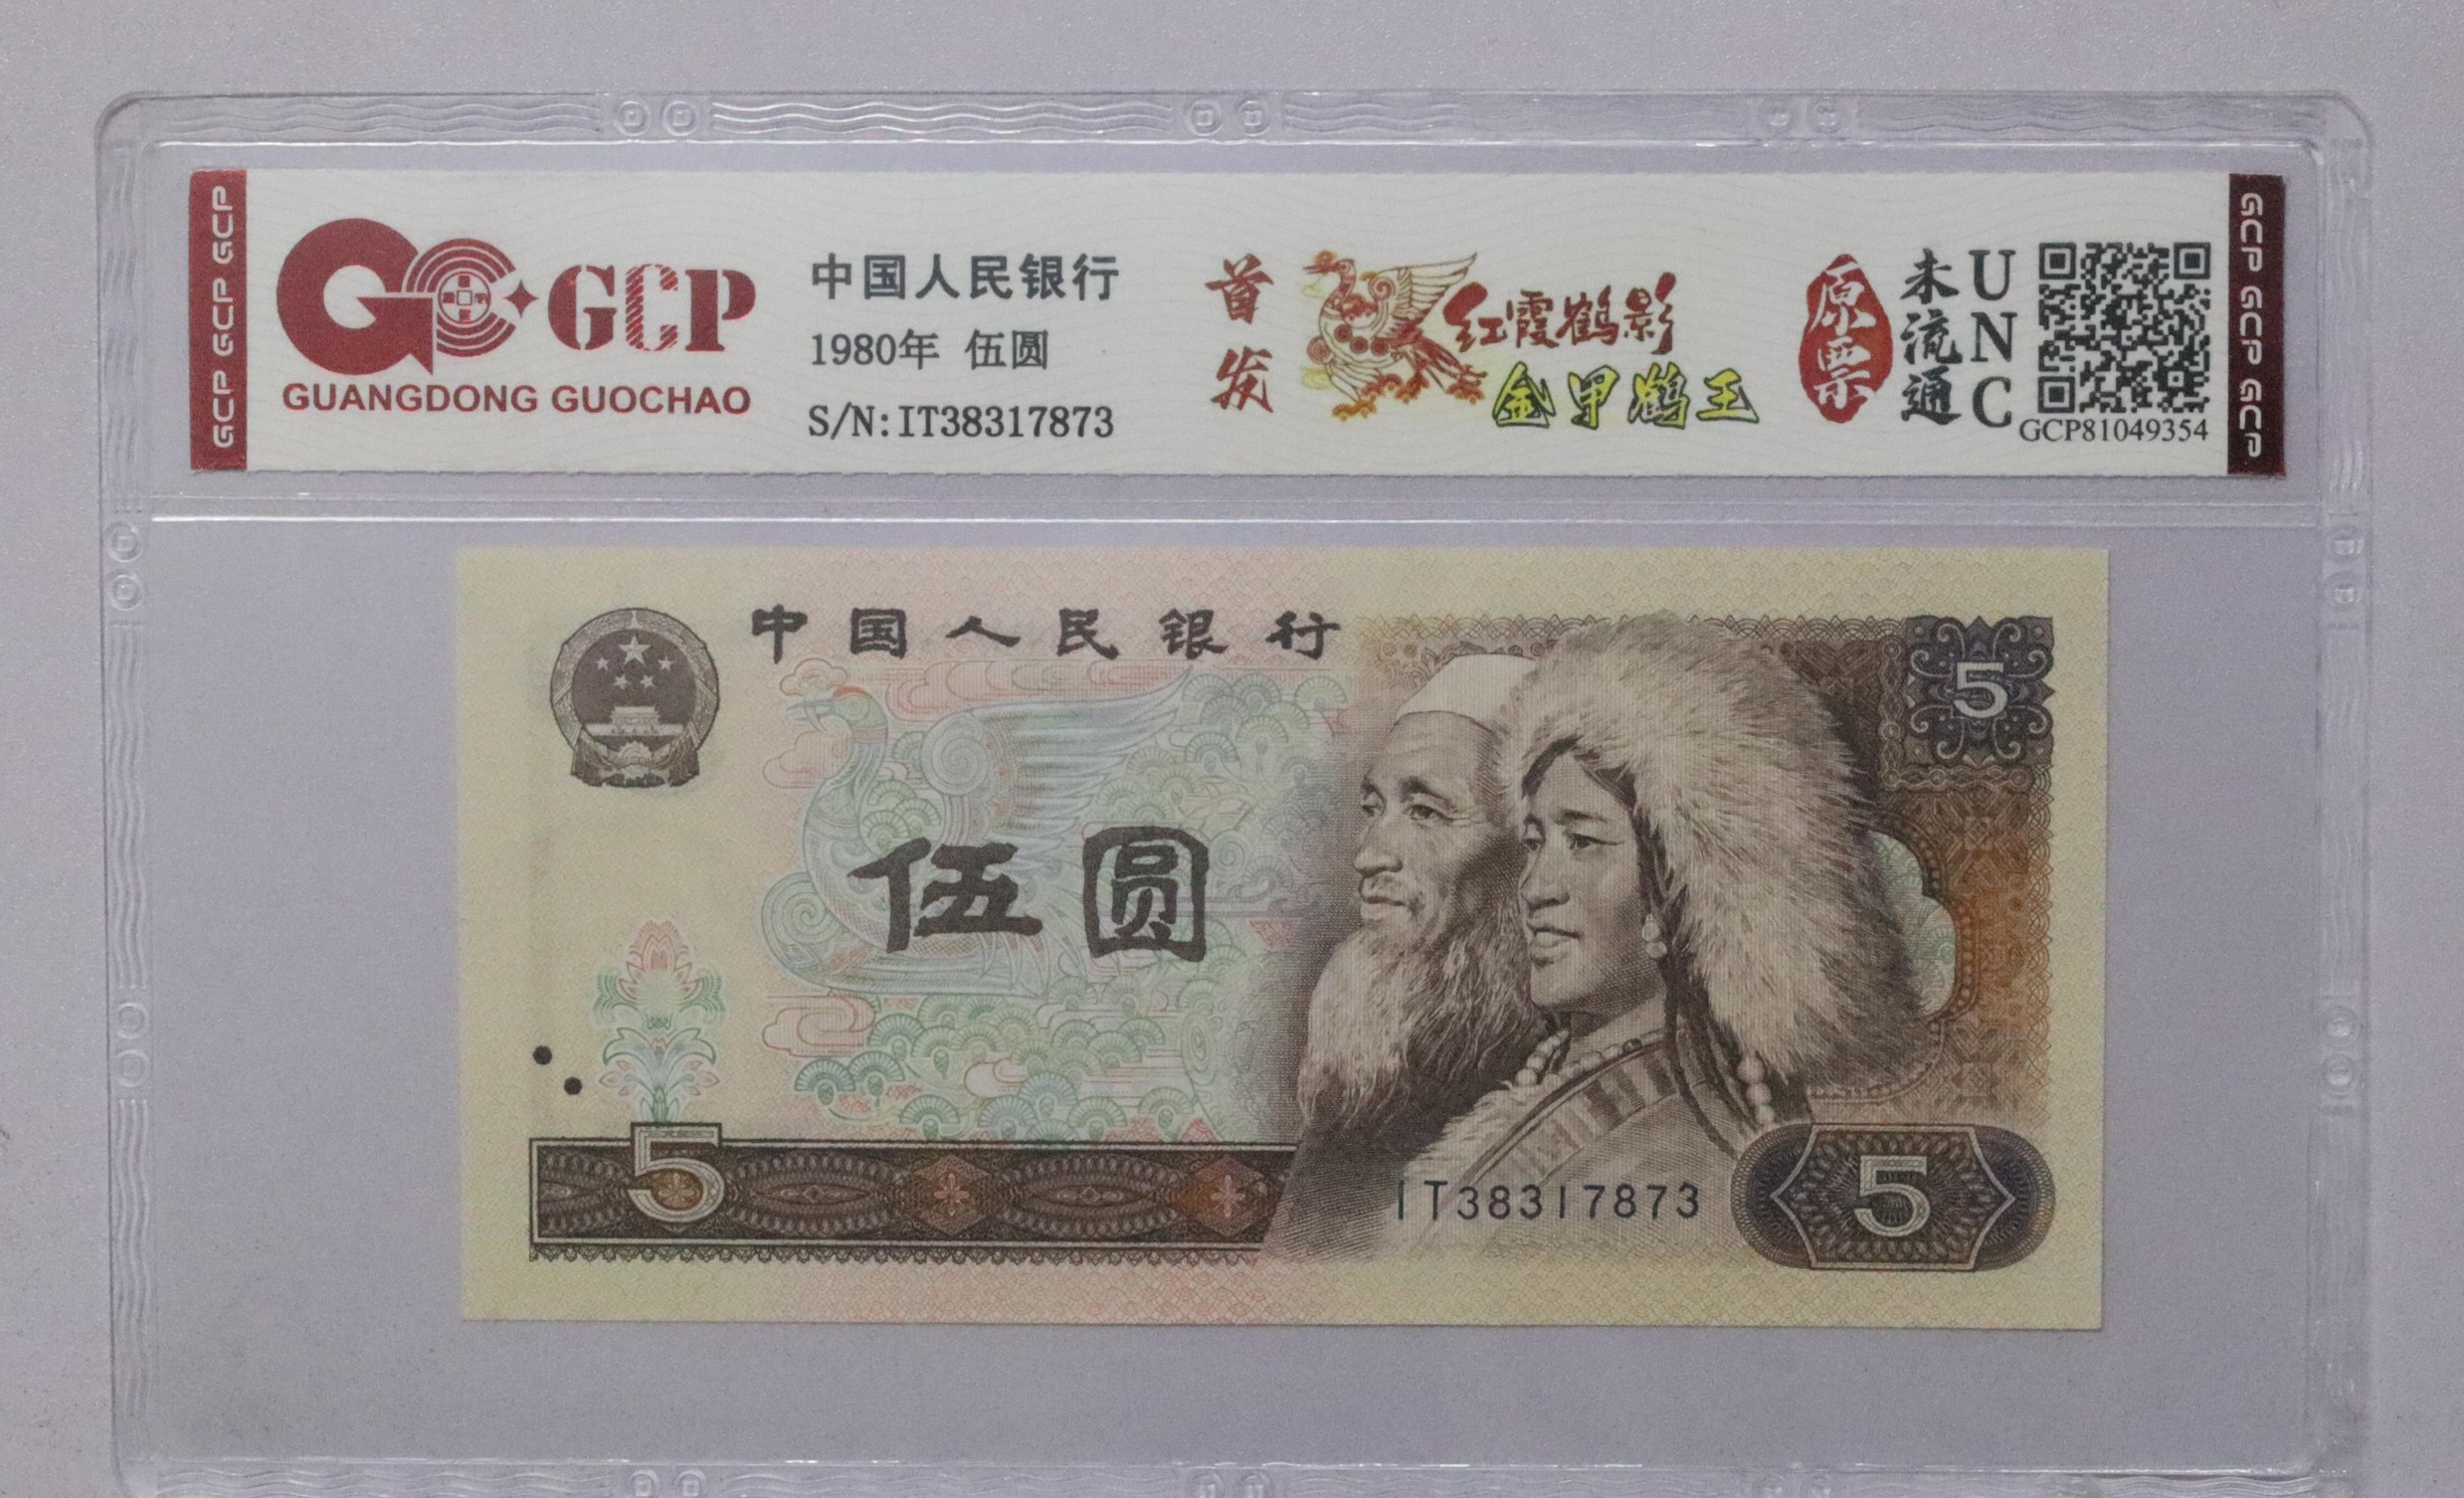 GCP GCP GCP
GCP
GUANGDONG GUOCHAO
中国人民银行
1980年 伍圆
S/N:IT38317873
首发
红霞鹤影
金甲鹤王
原票
未流通
UNC
GCP81049354
GCP GCP GCP
中国人民银行
5
伍圆
5
IT38317873
5